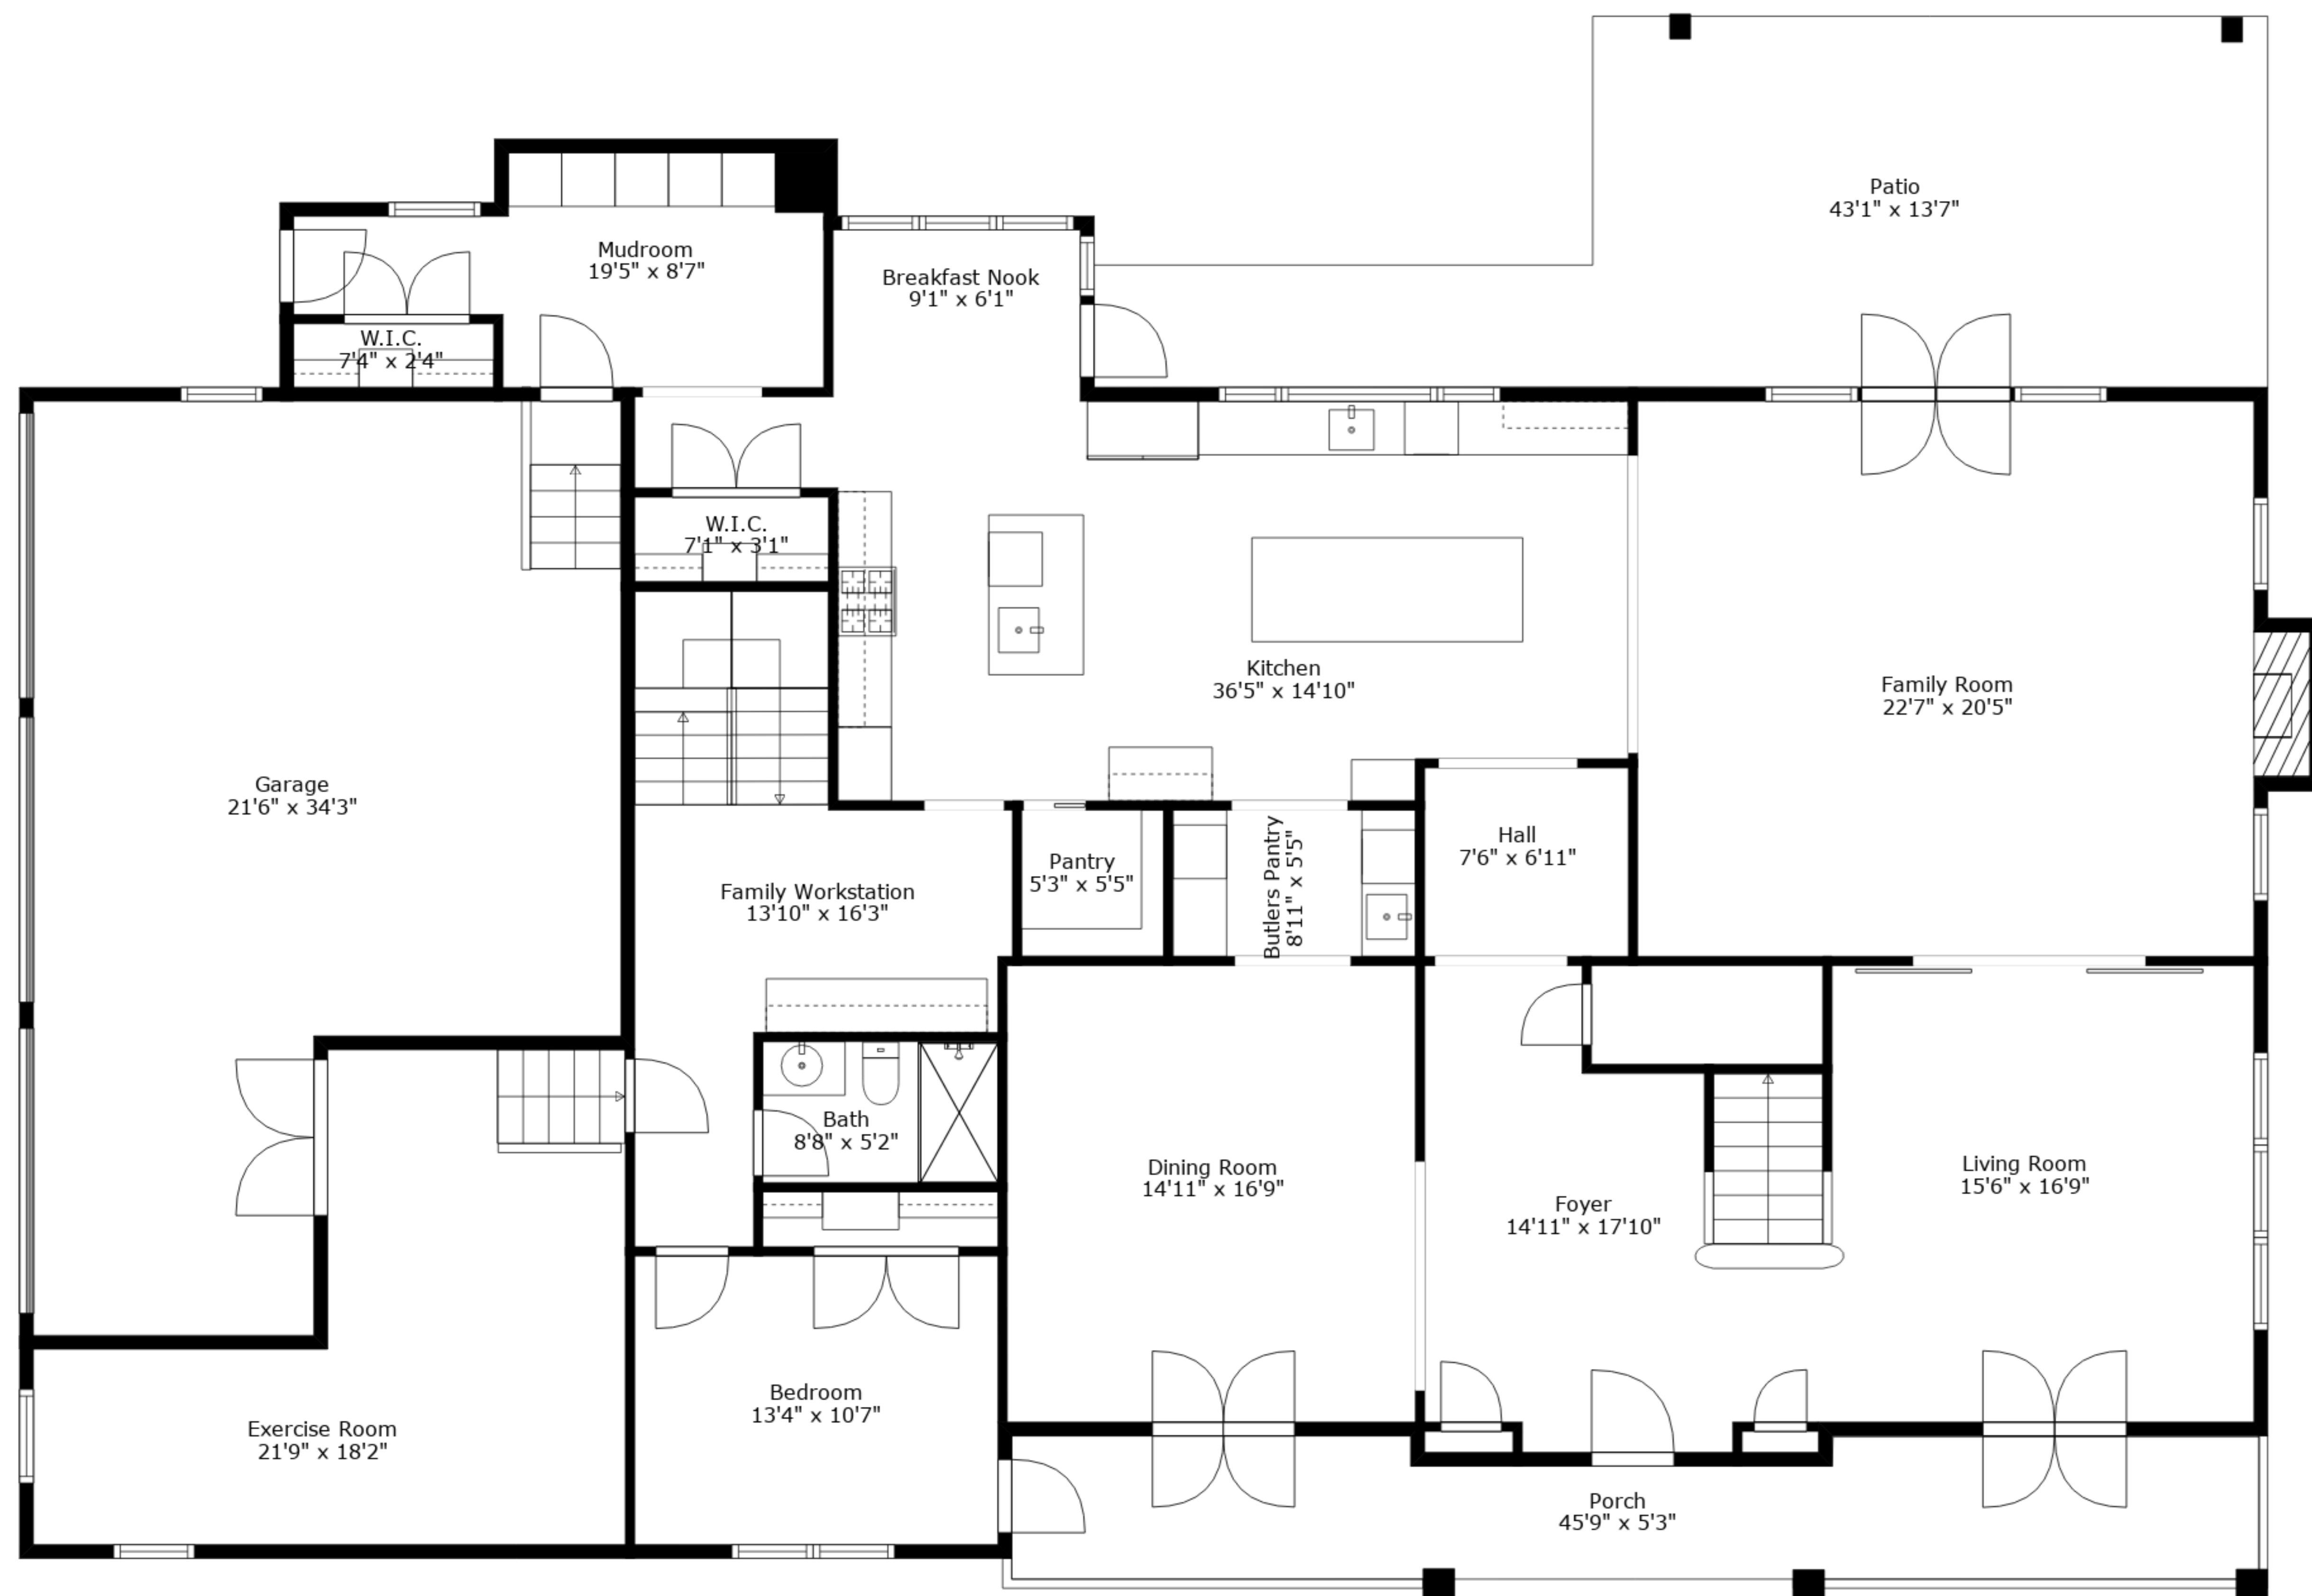 Patio
43'1" x 13'7"
Mudroom
19'5" x 8'7"
Breakfast Nook
9'1" x 6'1"
W.I.C.
7'4" x 2'4"
W.I.C.
7'1" x 3'1"
Kitchen
36'5" x 14'10"
Family Room
22'7" x 20'5"
Garage
21'6" x 34'3"
Hall
7'6" x 6'11"
Pantry
5'3" x 5'5"
Butlers Pantry
8'11" x 5'5"
Family Workstation
13'10" x 16'3"
Bath
8'8" x 5'2"
Dining Room
14'11" x 16'9"
Living Room
15'6" x 16'9"
Foyer
14'11" x 17'10"
Bedroom
13'4" x 10'7"
Exercise Room
21'9" x 18'2"
Porch
45'9" x 5'3"